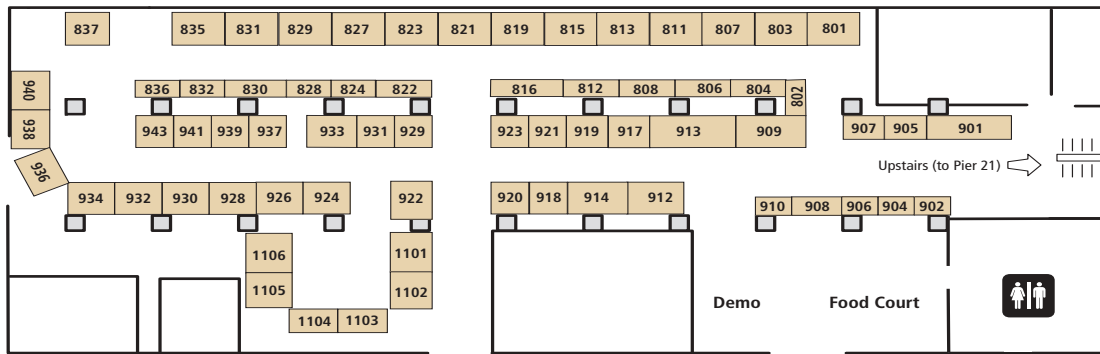 837 835 831 829 827 823 821 819 815 813 811 807 803 801
940 836 832 830 828 824 822 816 812 808 806 804 802
938 943 941 939 937 933 931 929 923 921 919 917 913 909 907 905 901
936
Upstairs (to Pier 21)
934 932 930 928 926 924 922 920 918 914 912 910 908 906 904 902
1106 1101
1105 1102
Demo Food Court
1104 1103